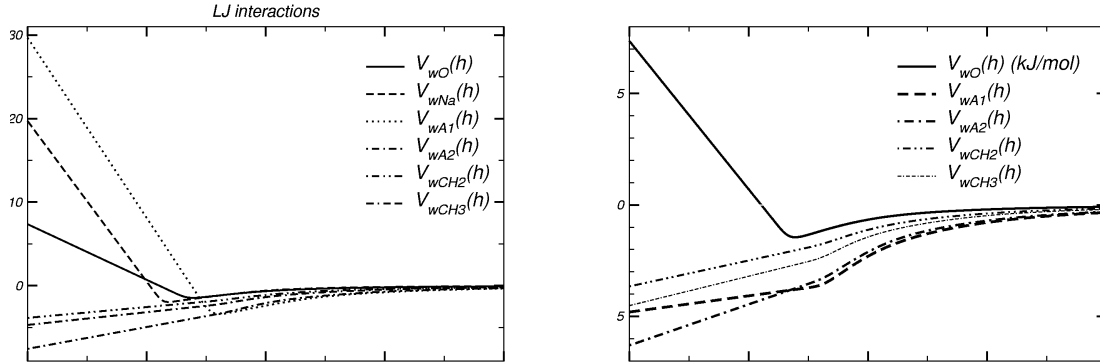 LJ interactions
30
20
10
0
V_wO(h)
V_wNa(h)
V_wA1(h)
V_wA2(h)
V_wCH2(h)
V_wCH3(h)
5
0
5
V_wO(h) (kJ/mol)
V_wA1(h)
V_wA2(h)
V_wCH2(h)
V_wCH3(h)